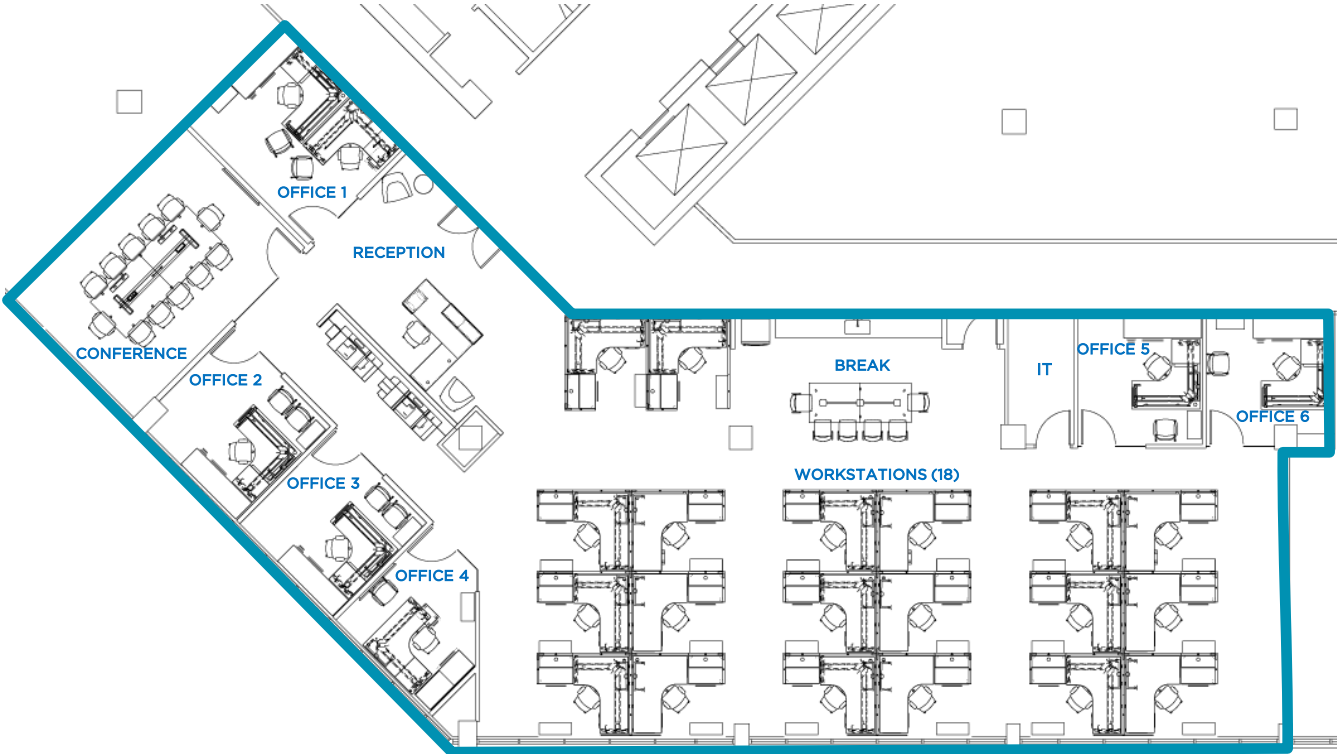 OFFICE 1
RECEPTION
CONFERENCE
OFFICE 2
OFFICE 3
OFFICE 4
BREAK
IT
OFFICE 5
OFFICE 6
WORKSTATIONS (18)